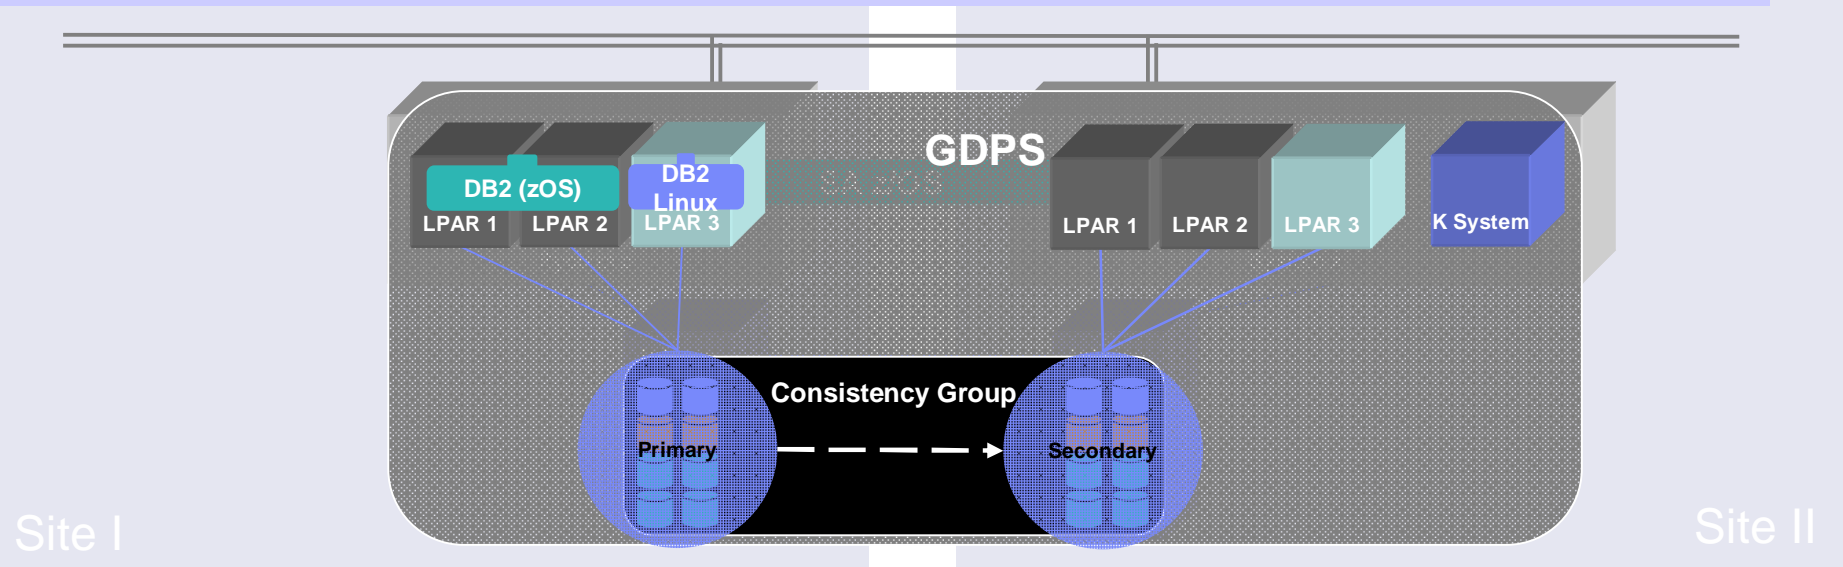 GDPS
DB2 (zOS)
DB2
Linux
LPAR 1
LPAR 2
LPAR 3
SA z/OS
LPAR 1
LPAR 2
LPAR 3
K System
Consistency Group
Primary
Secondary
Site I
Site II